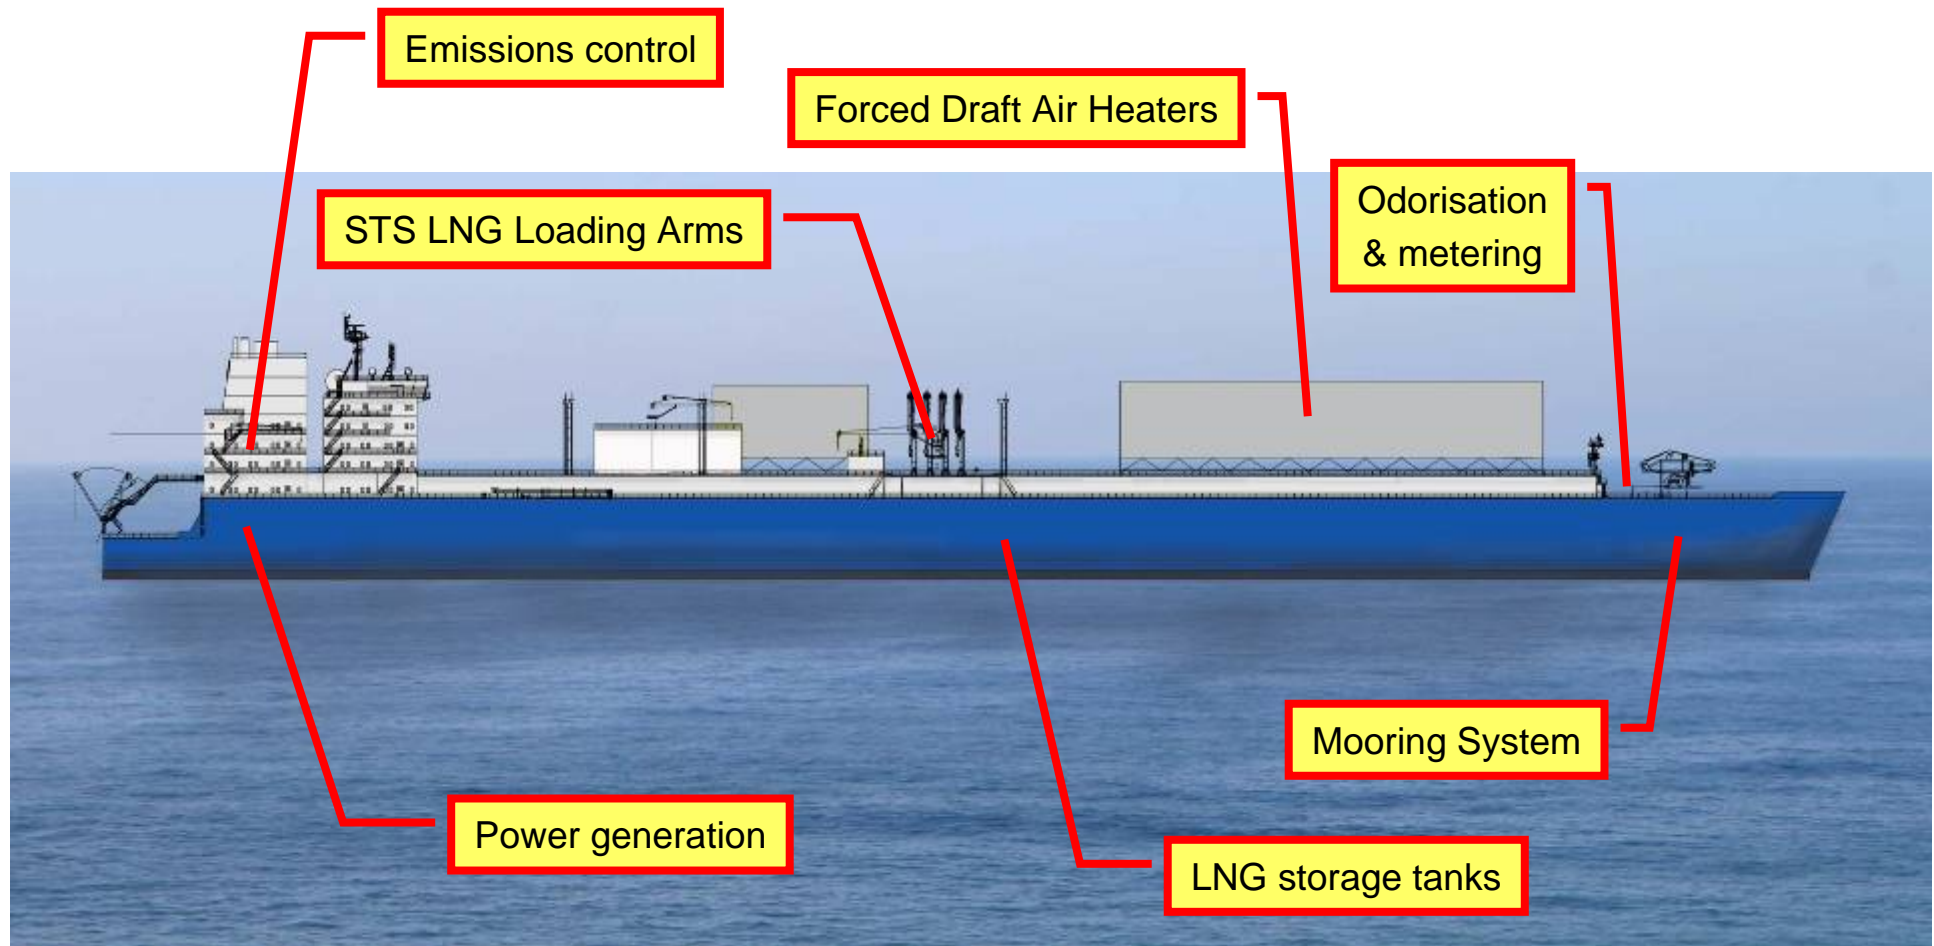 Emissions control
Forced Draft Air Heaters
Odorisation
& metering
STS LNG Loading Arms
Mooring System
Power generation
LNG storage tanks